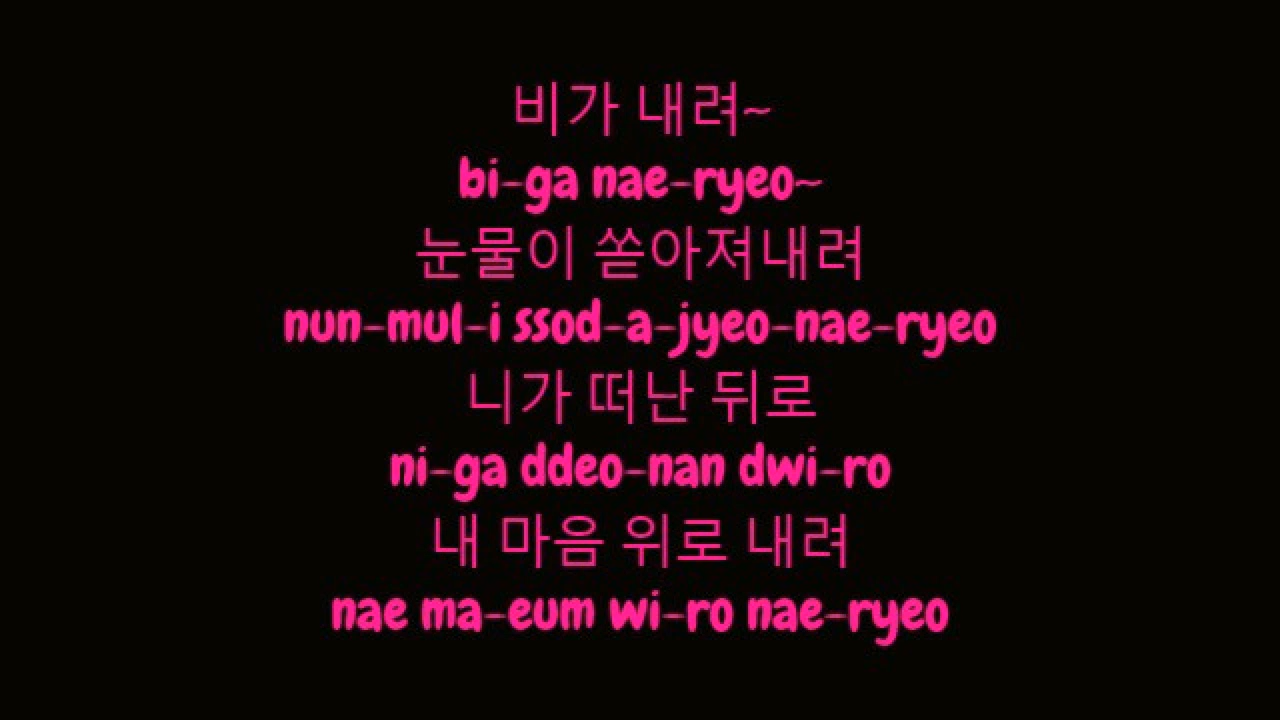 비가 내려~
bi-ga nae-ryeo~
눈물이 쏟아져내려
nun-mul-i ssod-a-jyeo-nae-ryeo
니가 떠난 뒤로
ni-ga ddeo-nan dwi-ro
내 마음 위로 내려
nae ma-eum wi-ro nae-ryeo